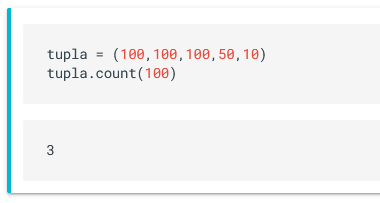 tupla = (100,100,100,50,10)
tupla.count(100)
3